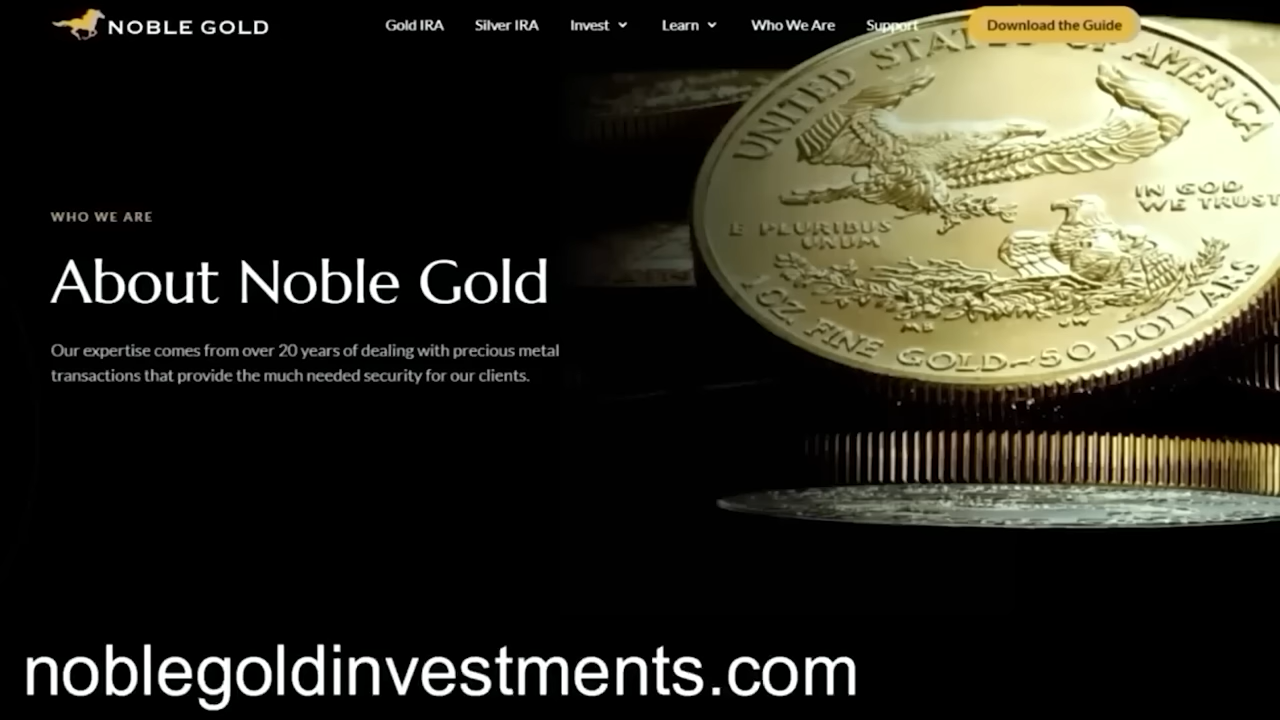 NOBLE GOLD
Gold IRA
Silver IRA
Invest
Learn
Who We Are
Support
Download the Guide
UNITED STATES OF AMERICA
IN GOD
WE TRUST
E PLURIBUS
UNUM
1 OZ. FINE GOLD~50 DOLLARS
WHO WE ARE
About Noble Gold
Our expertise comes from over 20 years of dealing with precious metal
transactions that provide the much needed security for our clients.
noblegoldinvestments.com